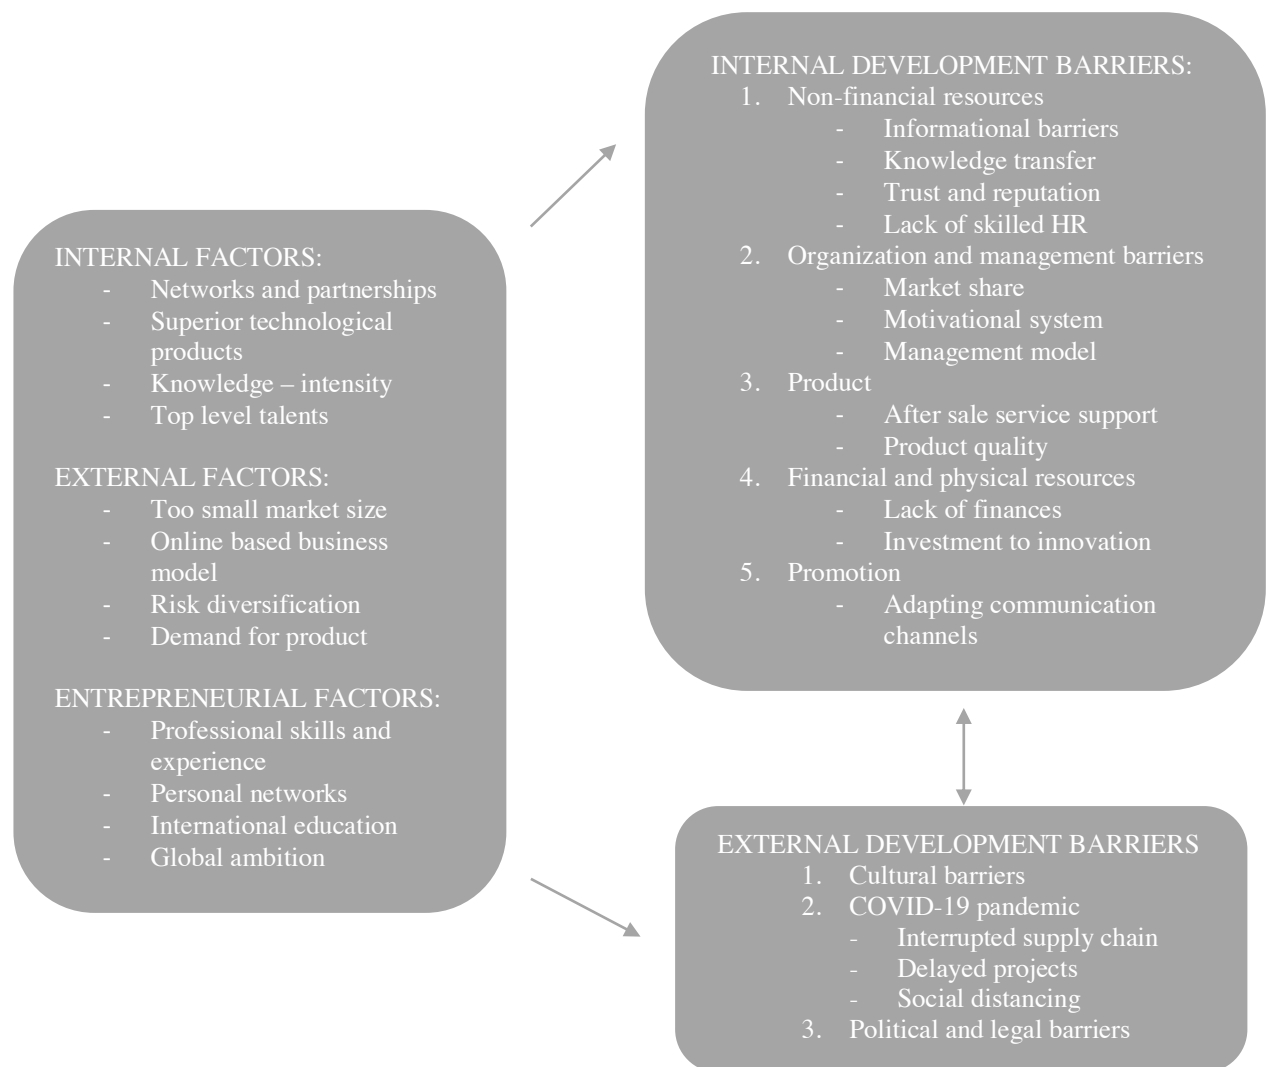 INTERNAL FACTORS:
- Networks and partnerships
- Superior technological
products
- Knowledge – intensity
- Top level talents
EXTERNAL FACTORS:
- Too small market size
- Online based business
model
- Risk diversification
- Demand for product
ENTREPRENEURIAL FACTORS:
- Professional skills and
experience
- Personal networks
- International education
- Global ambition
INTERNAL DEVELOPMENT BARRIERS:
1. Non-financial resources
- Informational barriers
- Knowledge transfer
- Trust and reputation
- Lack of skilled HR
2. Organization and management barriers
- Market share
- Motivational system
- Management model
3. Product
- After sale service support
- Product quality
4. Financial and physical resources
- Lack of finances
- Investment to innovation
5. Promotion
- Adapting communication
channels
EXTERNAL DEVELOPMENT BARRIERS
1. Cultural barriers
2. COVID-19 pandemic
- Interrupted supply chain
- Delayed projects
- Social distancing
3. Political and legal barriers